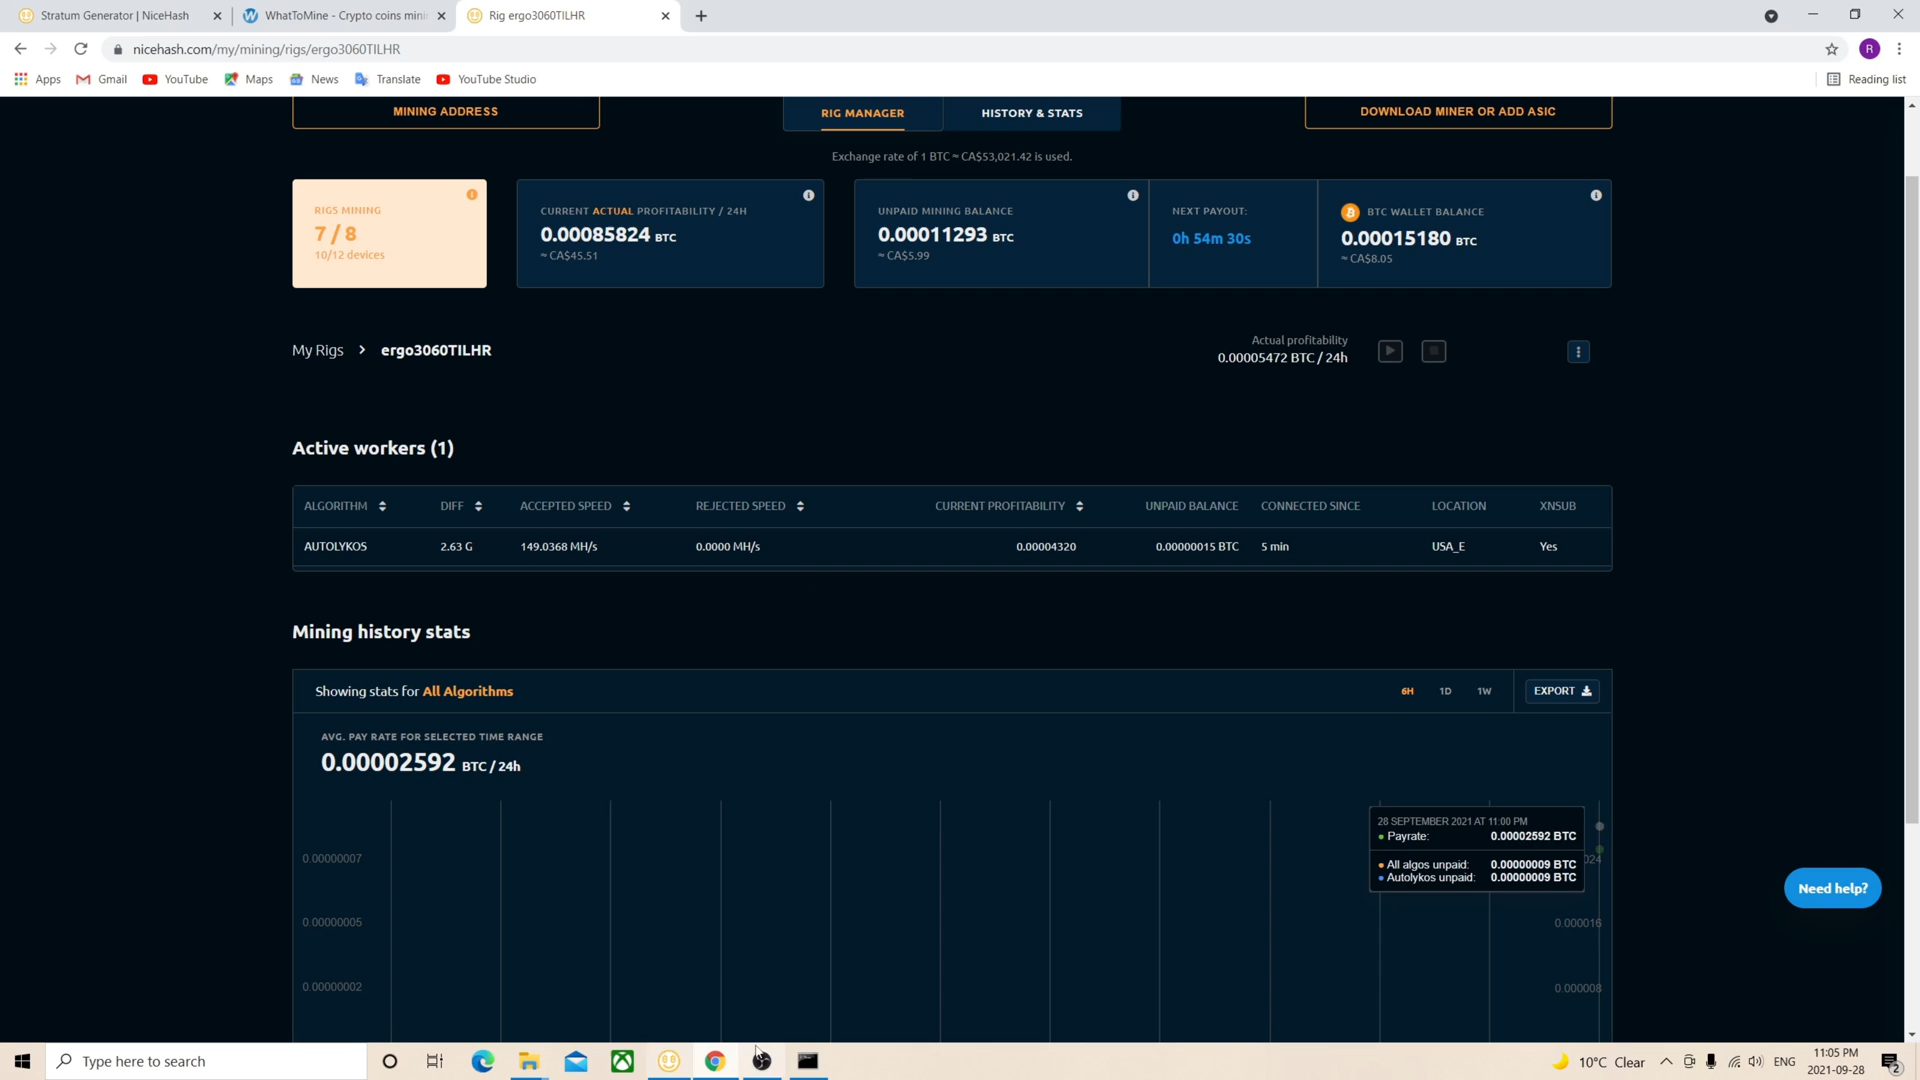 Stratum Generator | NiceHash
WhatToMine - Crypto coins mini
Rig ergo3060TILHR
nicehash.com/my/mining/rigs/ergo3060TILHR
R
Apps
Gmail
YouTube
Maps
News
Translate
YouTube Studio
Reading list
MINING ADDRESS
RIG MANAGER
HISTORY & STATS
DOWNLOAD MINER OR ADD ASIC
Exchange rate of 1 BTC ≈ CA$53,021.42 is used.
RIGS MINING
7 / 8
10/12 devices
CURRENT ACTUAL PROFITABILITY / 24H
0.00085824 BTC
≈ CA$45.51
UNPAID MINING BALANCE
0.00011293 BTC
≈ CA$5.99
NEXT PAYOUT:
0h 54m 30s
BTC WALLET BALANCE
0.00015180 BTC
≈ CA$8.05
My Rigs > ergo3060TILHR
Actual profitability
0.00005472 BTC / 24h
Active workers (1)
ALGORITHM DIFF ACCEPTED SPEED REJECTED SPEED CURRENT PROFITABILITY UNPAID BALANCE CONNECTED SINCE LOCATION XNSUB
AUTOLYKOS 2.63 G 149.0368 MH/s 0.0000 MH/s 0.00004320 0.00000015 BTC 5 min USA_E Yes
Mining history stats
Showing stats for All Algorithms
6H 1D 1W
EXPORT
AVG. PAY RATE FOR SELECTED TIME RANGE
0.00002592 BTC / 24h
28 SEPTEMBER 2021 AT 11:00 PM
Payrate: 0.00002592 BTC
All algos unpaid: 0.00000009 BTC
Autolykos unpaid: 0.00000009 BTC
0.00000007
024
0.00000005
0.000016
0.00000002
0.000008
Need help?
Type here to search
10°C Clear
ENG
11:05 PM
2021-09-28
2